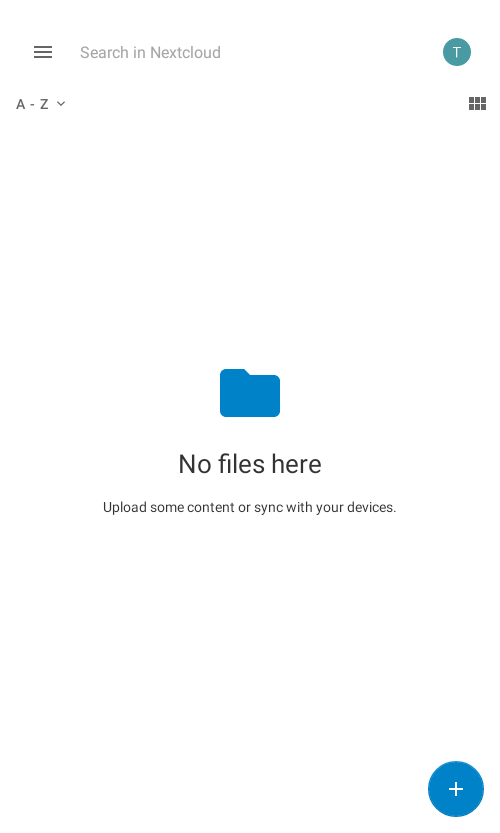 Search in Nextcloud
T
A - Z
No files here
Upload some content or sync with your devices.